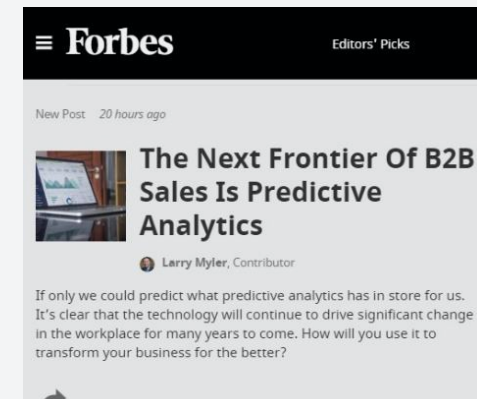 Forbes
Editors' Picks
New Post 20 hours ago
The Next Frontier Of B2B
Sales Is Predictive
Analytics
Larry Myler, Contributor
If only we could predict what predictive analytics has in store for us.
It's clear that the technology will continue to drive significant change
in the workplace for many years to come. How will you use it to
transform your business for the better?